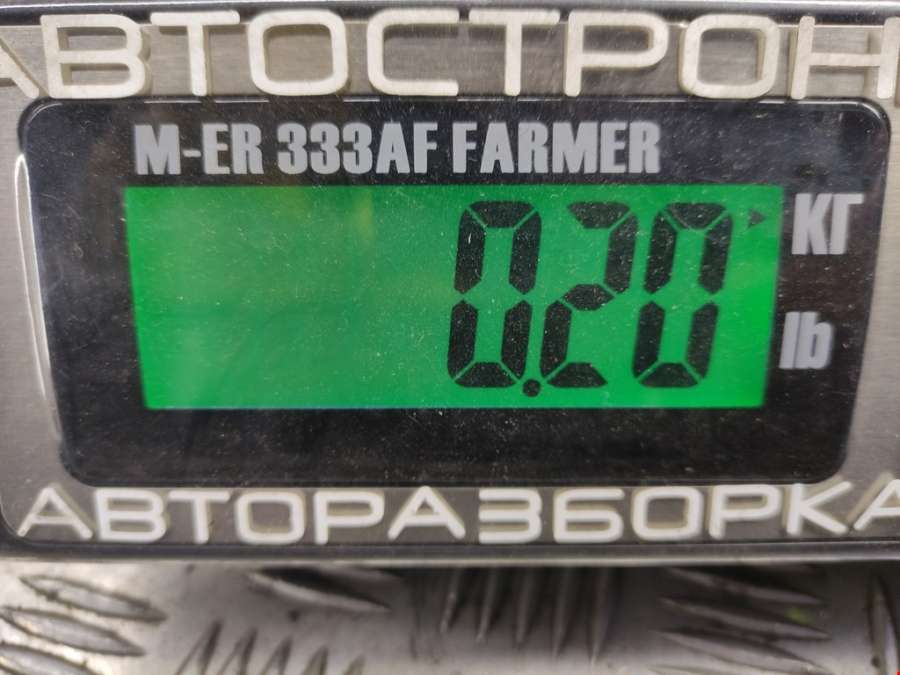 АВТОСТРОН
M-ER 333AF FARMER
0.20
КГ
lb
АВТОРАЗБОРКА